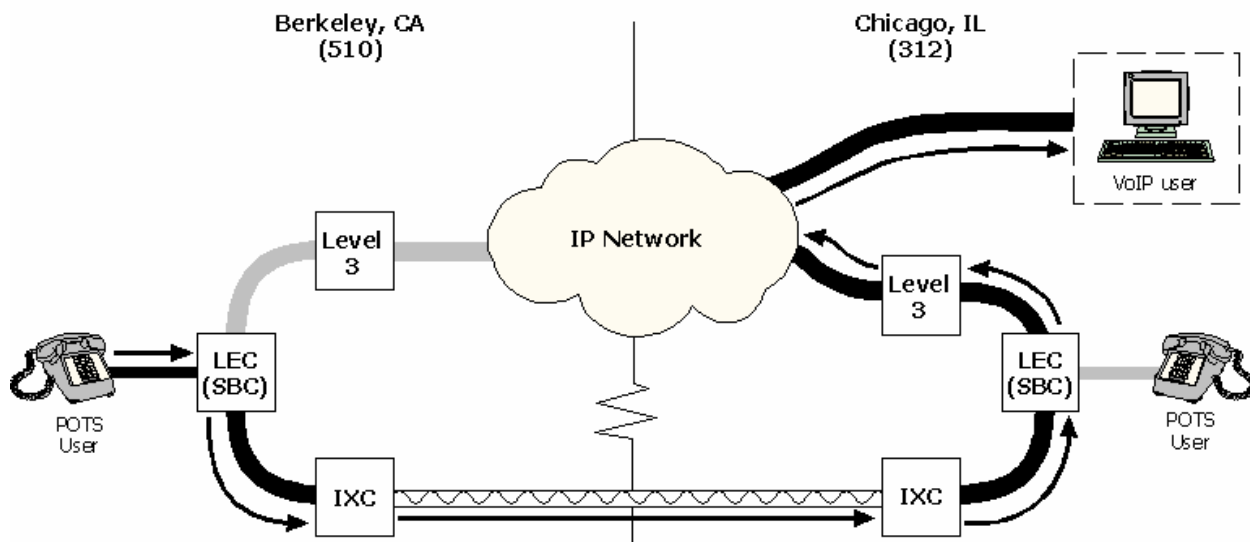 Berkeley, CA
(510)
Chicago, IL
(312)
VoIP user
IP Network
Level
3
Level
3
LEC
(SBC)
LEC
(SBC)
POTS
User
POTS
User
IXC
IXC